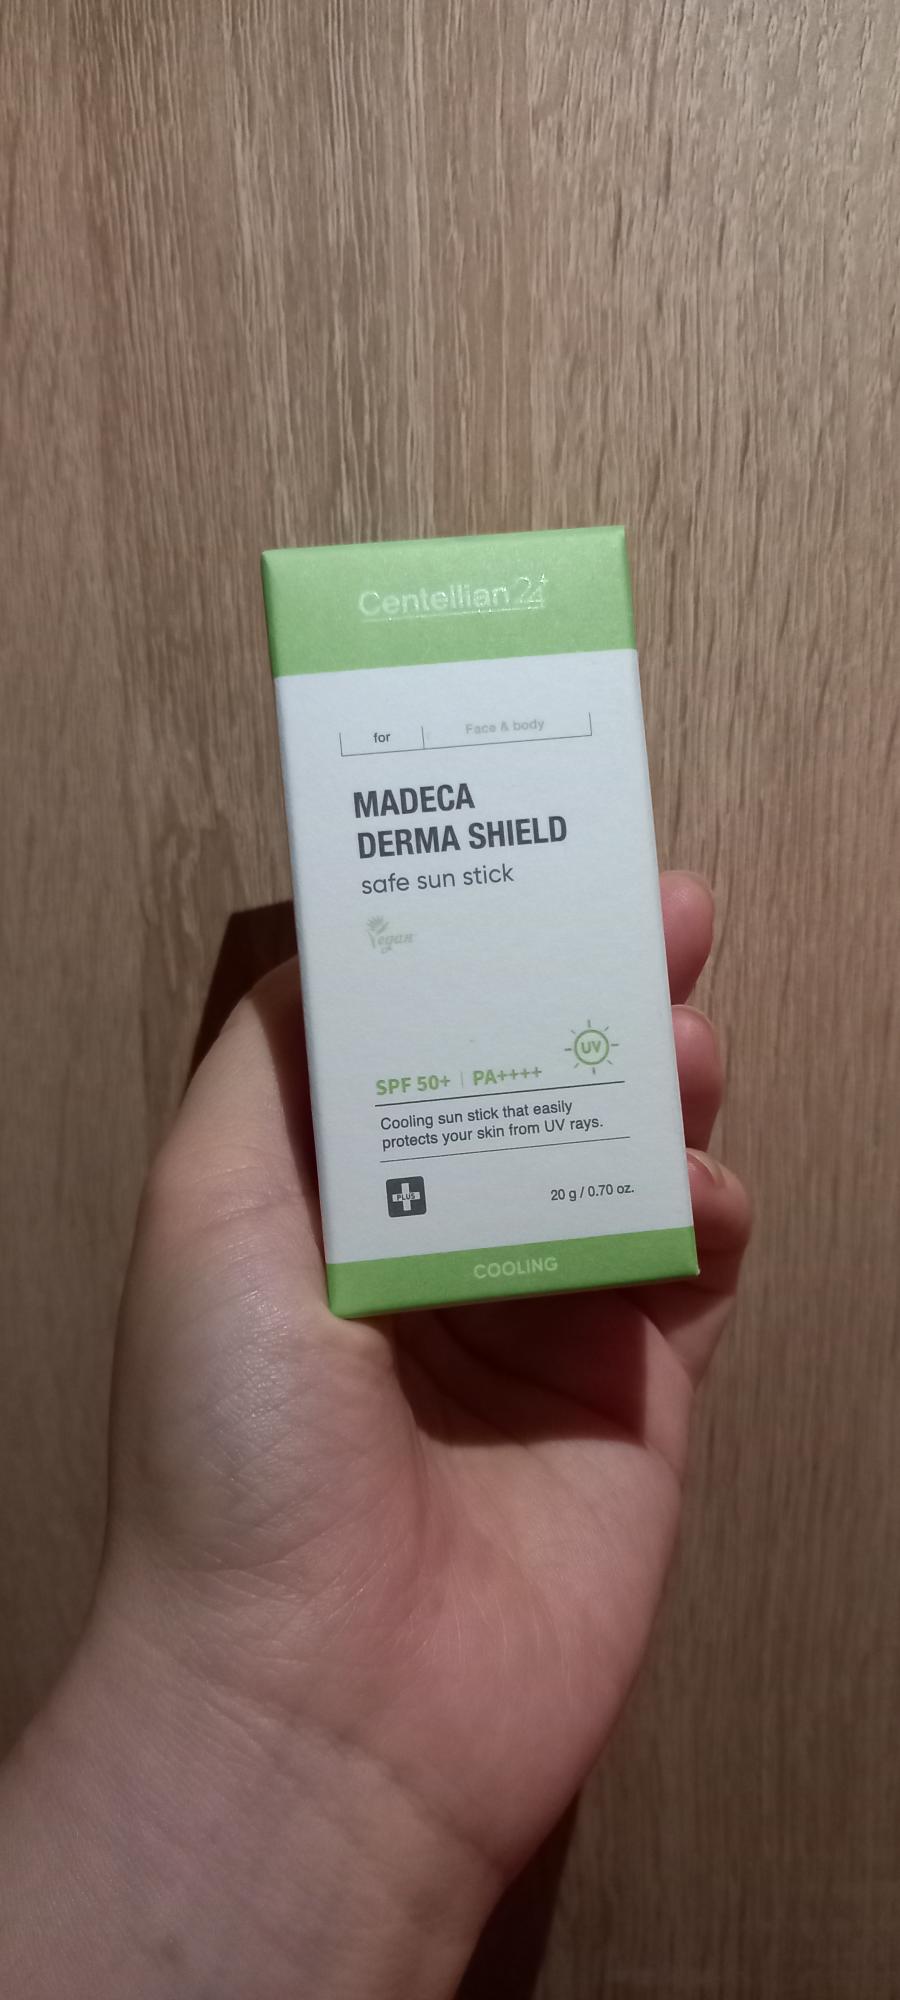 Centellian24
for Face & body
MADECA
DERMA SHIELD
safe sun stick
Vegan
UV
SPF 50+ | PA++++
Cooling sun stick that easily
protects your skin from UV rays.
PLUS
20 g / 0.70 oz.
COOLING